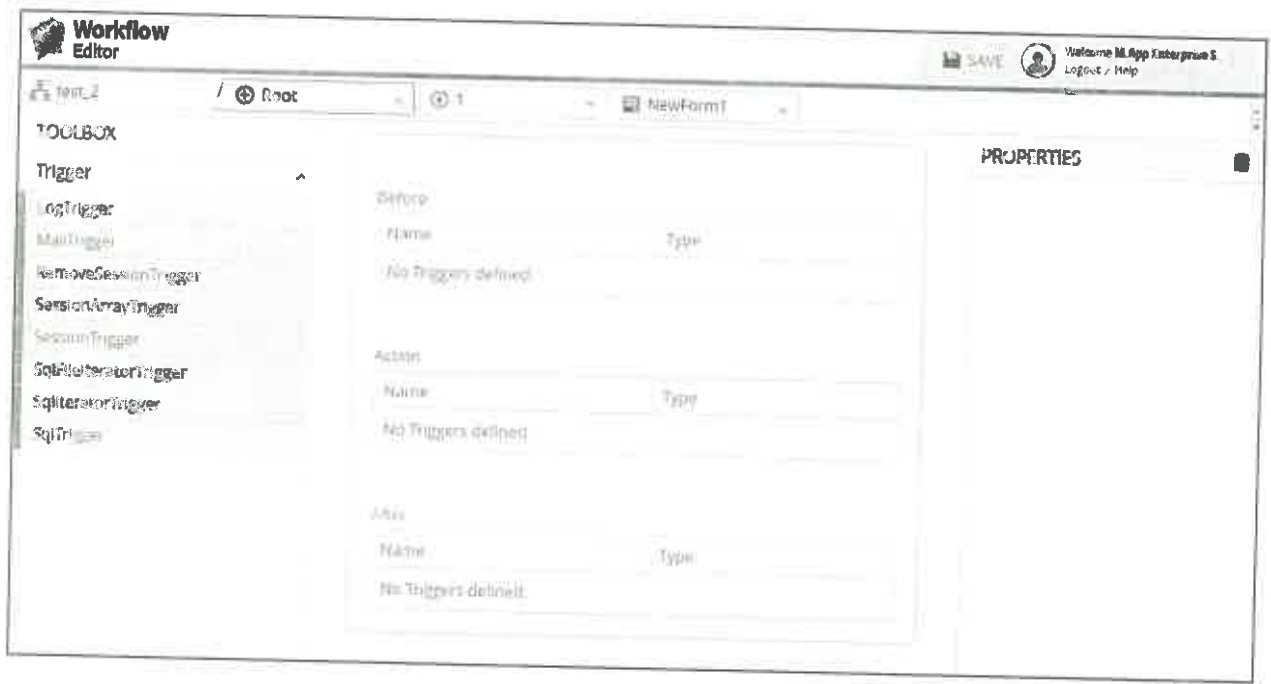 Workflow
Editor
SAVE
Welcome M.App Enterprise S
Logout / Help
test_2 / Root 1 NewForm1
TOOLBOX
PROPERTIES
Trigger
LogTrigger
MailTrigger
RemoveSessionTrigger
SessionArrayTrigger
SessionTrigger
SqlFileIteratorTrigger
SqlIteratorTrigger
SqlTrigger
Before
Name Type
No Triggers defined
Action
Name Type
No Triggers defined
After
Name Type
No Triggers defined